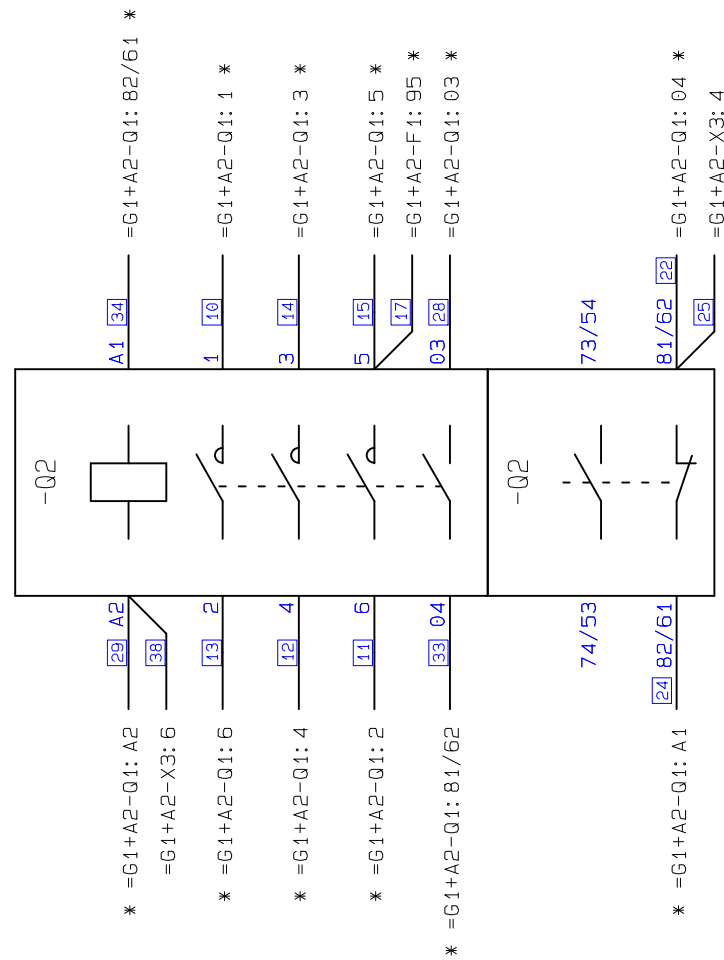 =G1+A2-Q1:82/61 *
=G1+A2-Q1:1 *
=G1+A2-Q1:3 *
=G1+A2-Q1:5 *
=G1+A2-F1:95 *
=G1+A2-Q1:03 *
=G1+A2-Q1:04 *
=G1+A2-X3:4
A1 34
1 10
3 14
5 15
17
03 28
73/54
81/62 22
25
-Q2
-Q2
29 A2
38
13 2
12 4
11 6
33 04
74/53
24 82/61
* =G1+A2-Q1:A2
=G1+A2-X3:6
* =G1+A2-Q1:6
* =G1+A2-Q1:4
* =G1+A2-Q1:2
* =G1+A2-Q1:81/62
* =G1+A2-Q1:A1